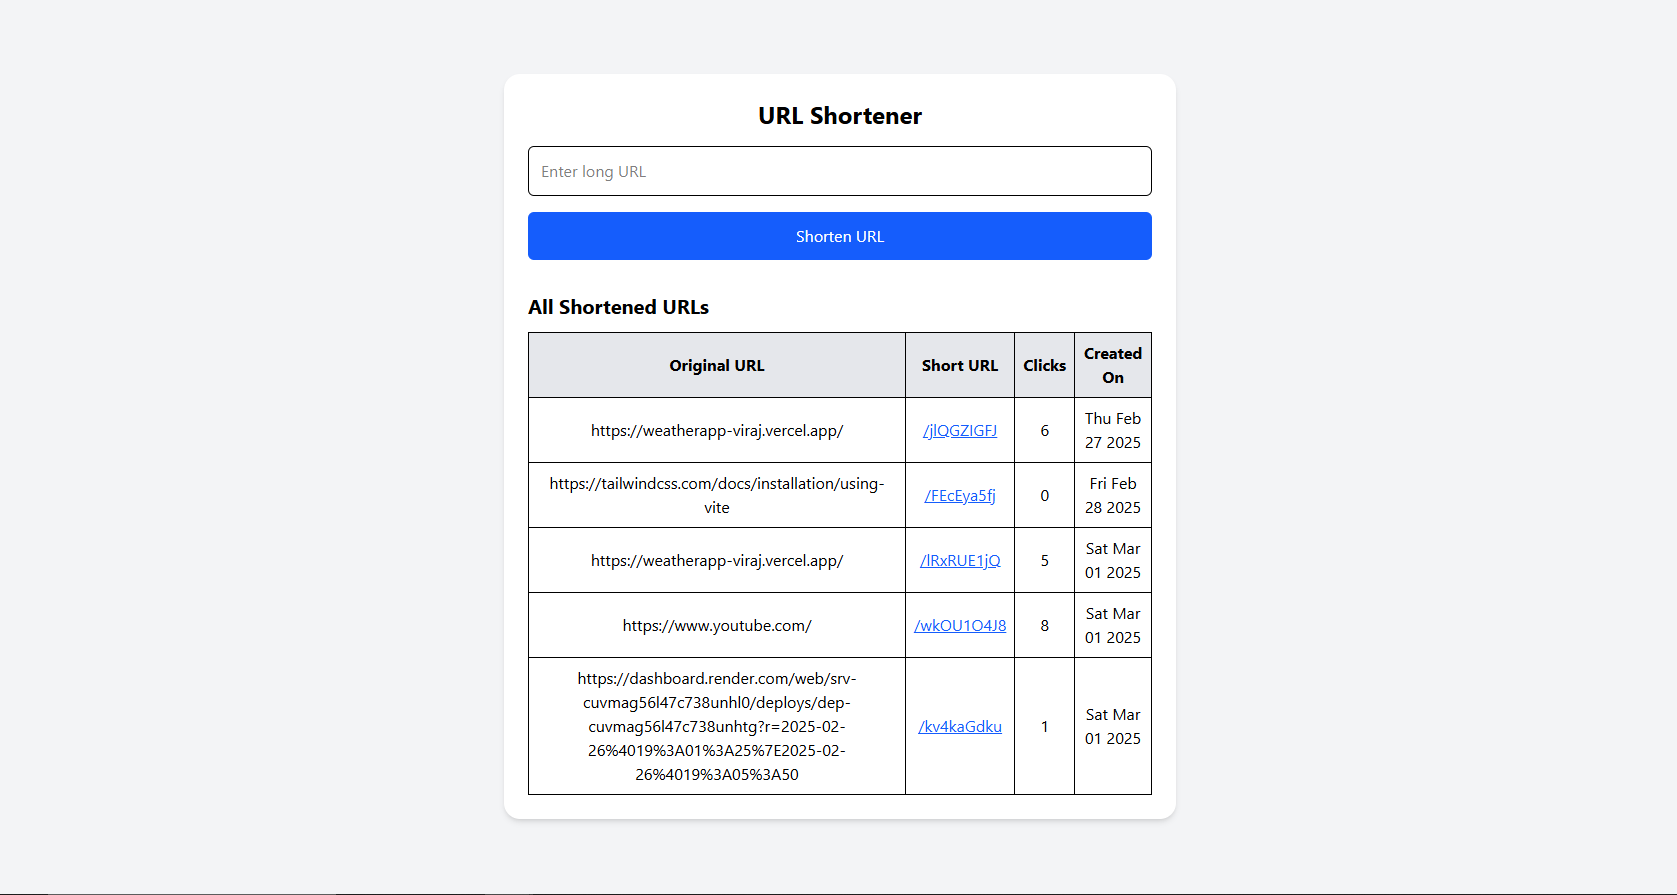 URL Shortener
Enter long URL
Shorten URL
All Shortened URLs
Original URL Short URL Clicks Created
On
https://weatherapp-viraj.vercel.app/ /jlQGZIGFJ 6 Thu Feb
27 2025
https://tailwindcss.com/docs/installation/using-
vite /FEcEya5fj 0 Fri Feb
28 2025
https://weatherapp-viraj.vercel.app/ /lRxRUE1jQ 5 Sat Mar
01 2025
https://www.youtube.com/ /wkOU1O4J8 8 Sat Mar
01 2025
https://dashboard.render.com/web/srv-
cuvmag56l47c738unhl0/deploys/dep-
cuvmag56l47c738unhtg?r=2025-02-
26%4019%3A01%3A25%7E2025-02-
26%4019%3A05%3A50 /kv4kaGdku 1 Sat Mar
01 2025